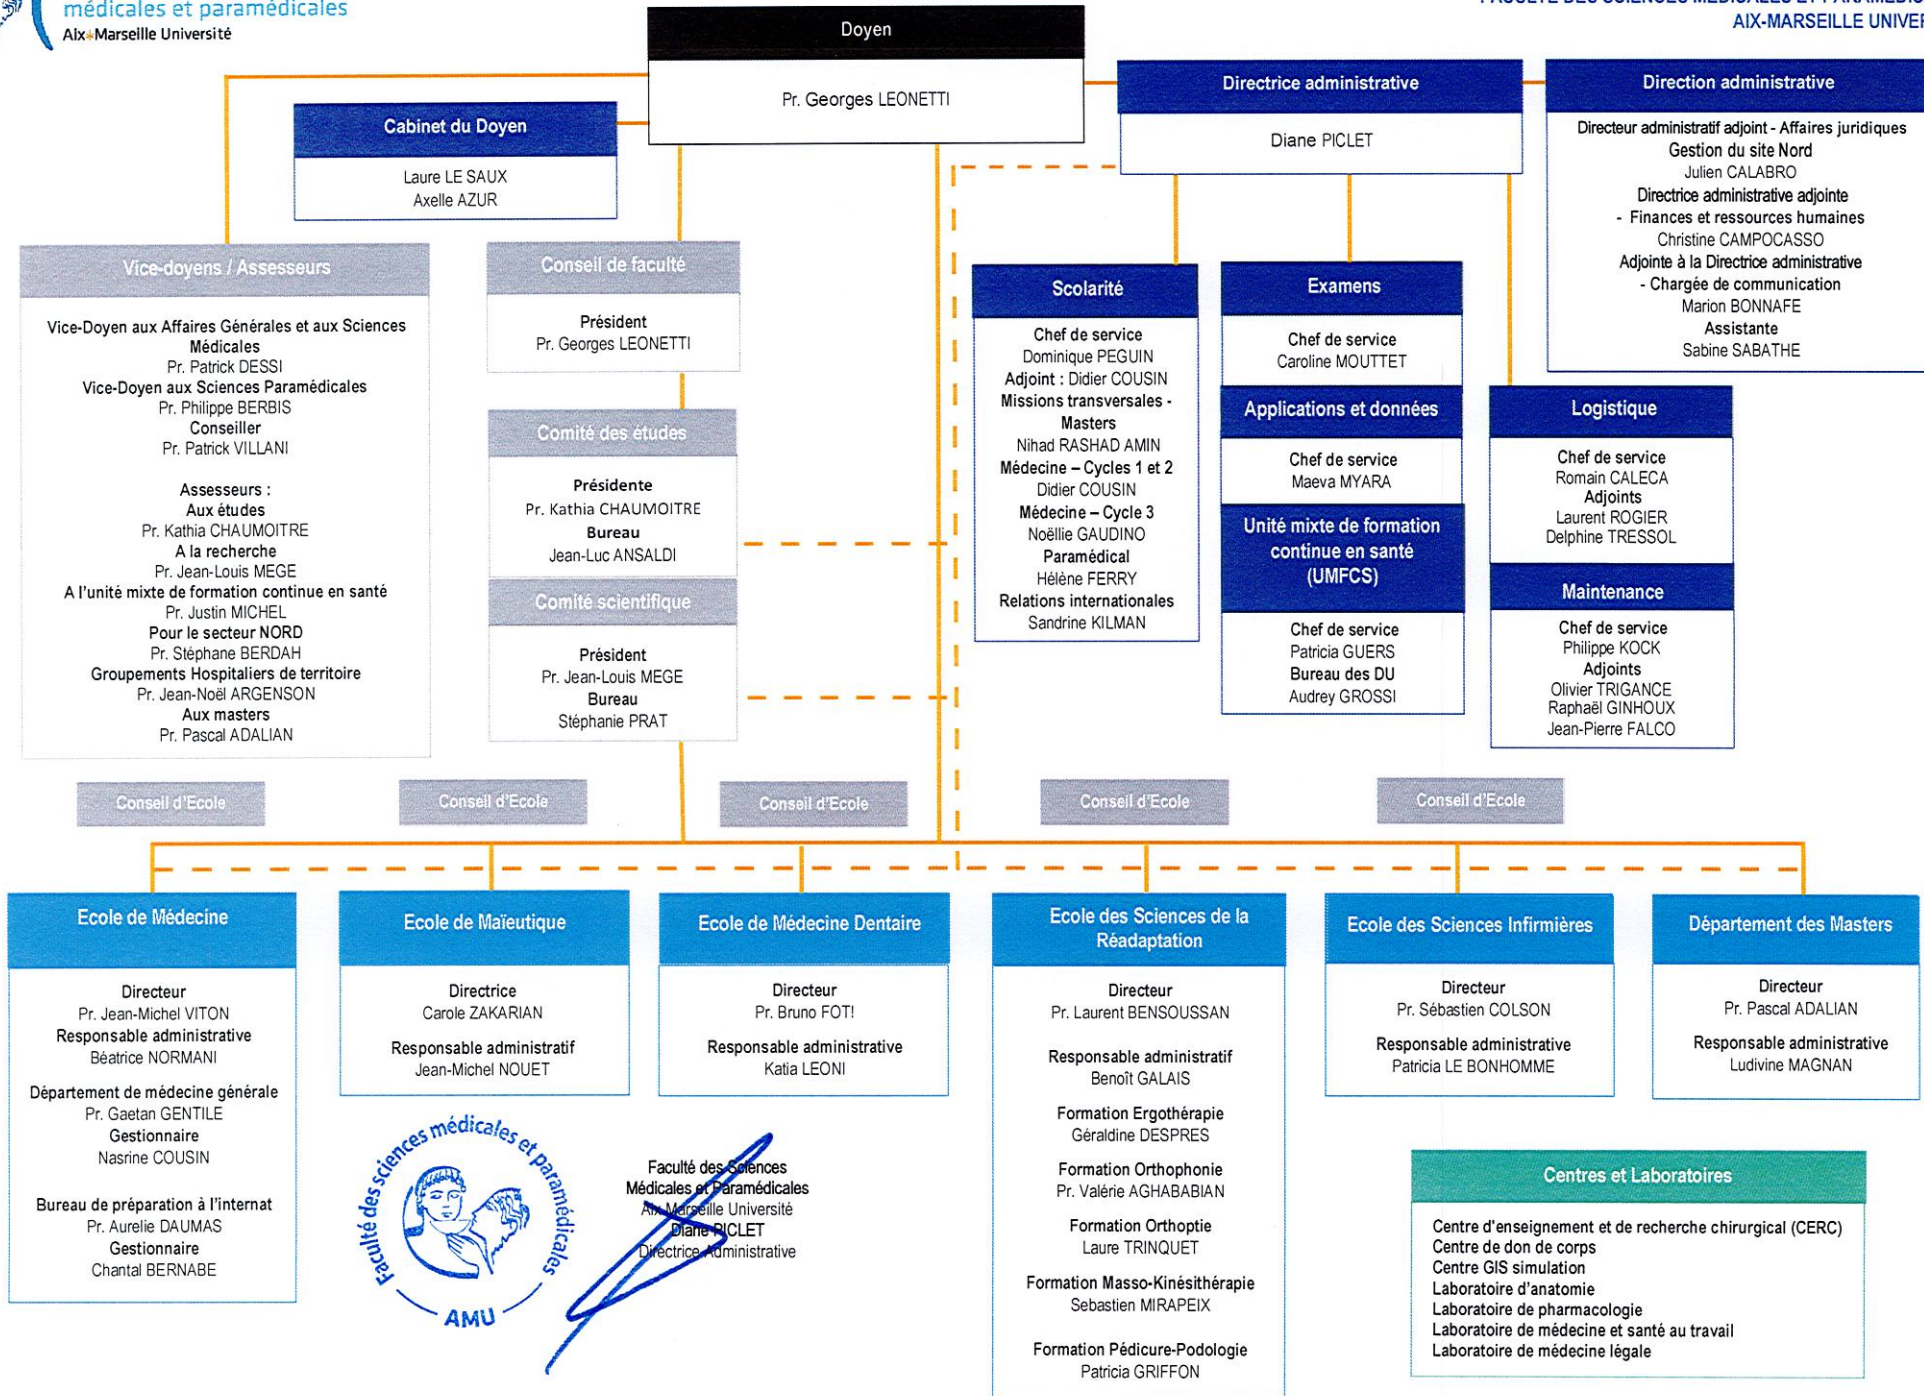 médicales et paramédicales
Aix*Marseille Université
FACULTE DES SCIENCES MEDICALES ET
AIX-MARSEILLE
Doyen
Pr. Georges LEONETTI
Cabinet du Doyen
Laure LE SAUX
Axelle AZUR
Directrice administrative
Diane PICLET
Direction administrative
Directeur administratif adjoint - Affaires juridiques
Gestion du site Nord
Julien CALABRO
Directrice administrative adjointe
- Finances et ressources humaines
Christine CAMPOCASSO
Adjointe à la Directrice administrative
- Chargée de communication
Marion BONNAFE
Assistante
Sabine SABATHE
Vice-doyens / Assesseurs
Vice-Doyen aux Affaires Générales et aux Sciences
Médicales
Pr. Patrick DESSI
Vice-Doyen aux Sciences Paramédicales
Pr. Philippe BERBIS
Conseiller
Pr. Patrick VILLANI
Assesseurs :
Aux études
Pr. Kathia CHAUMOITRE
A la recherche
Pr. Jean-Louis MEGE
A l'unité mixte de formation continue en santé
Pr. Justin MICHEL
Pour le secteur NORD
Pr. Stéphane BERDAH
Groupements Hospitaliers de territoire
Pr. Jean-Noël ARGENSON
Aux masters
Pr. Pascal ADALIAN
Conseil de faculté
Président
Pr. Georges LEONETTI
Comité des études
Présidente
Pr. Kathia CHAUMOITRE
Bureau
Jean-Luc ANSALDI
Comité scientifique
Président
Pr. Jean-Louis MEGE
Bureau
Stéphanie PRAT
Scolarité
Chef de service
Dominique PEGUIN
Adjoint : Didier COUSIN
Missions transversales -
Masters
Nihad RASHAD AMIN
Médecine – Cycles 1 et 2
Didier COUSIN
Médecine – Cycle 3
Noëllie GAUDINO
Paramédical
Hélène FERRY
Relations internationales
Sandrine KILMAN
Examens
Chef de service
Caroline MOUTTET
Applications et données
Chef de service
Maeva MYARA
Unité mixte de formation
continue en santé
(UMFCS)
Chef de service
Patricia GUERS
Bureau des DU
Audrey GROSSI
Logistique
Chef de service
Romain CALECA
Adjoints
Laurent ROGIER
Delphine TRESSOL
Maintenance
Chef de service
Philippe KOCK
Adjoints
Olivier TRIGANCE
Raphaël GINHOUX
Jean-Pierre FALCO
Conseil d'Ecole
Conseil d'Ecole
Conseil d'Ecole
Conseil d'Ecole
Conseil d'Ecole
Ecole de Médecine
Directeur
Pr. Jean-Michel VITON
Responsable administrative
Béatrice NORMANI
Département de médecine générale
Pr. Gaetan GENTILE
Gestionnaire
Nasrine COUSIN
Bureau de préparation à l'internat
Pr. Aurelie DAUMAS
Gestionnaire
Chantal BERNABE
Ecole de Maïeutique
Directrice
Carole ZAKARIAN
Responsable administratif
Jean-Michel NOUET
Ecole de Médecine Dentaire
Directeur
Pr. Bruno FOTI
Responsable administrative
Katia LEONI
Ecole des Sciences de la
Réadaptation
Directeur
Pr. Laurent BENSOUSSAN
Responsable administratif
Benoît GALAIS
Formation Ergothérapie
Géraldine DESPRES
Formation Orthophonie
Pr. Valérie AGHABABIAN
Formation Orthoptie
Laure TRINQUET
Formation Masso-Kinésithérapie
Sebastien MIRAPEIX
Formation Pédicure-Podologie
Patricia GRIFFON
Ecole des Sciences Infirmières
Directeur
Pr. Sébastien COLSON
Responsable administrative
Patricia LE BONHOMME
Département des Masters
Directeur
Pr. Pascal ADALIAN
Responsable administrative
Ludivine MAGNAN
Faculté des sciences médicales et paramédicales
AMU
Faculté des Sciences
Médicales et Paramédicales
Aix Marseille Université
Diane PICLET
Directrice Administrative
Centres et Laboratoires
Centre d'enseignement et de recherche chirurgical (CERC)
Centre de don de corps
Centre GIS simulation
Laboratoire d'anatomie
Laboratoire de pharmacologie
Laboratoire de médecine et santé au travail
Laboratoire de médecine légale